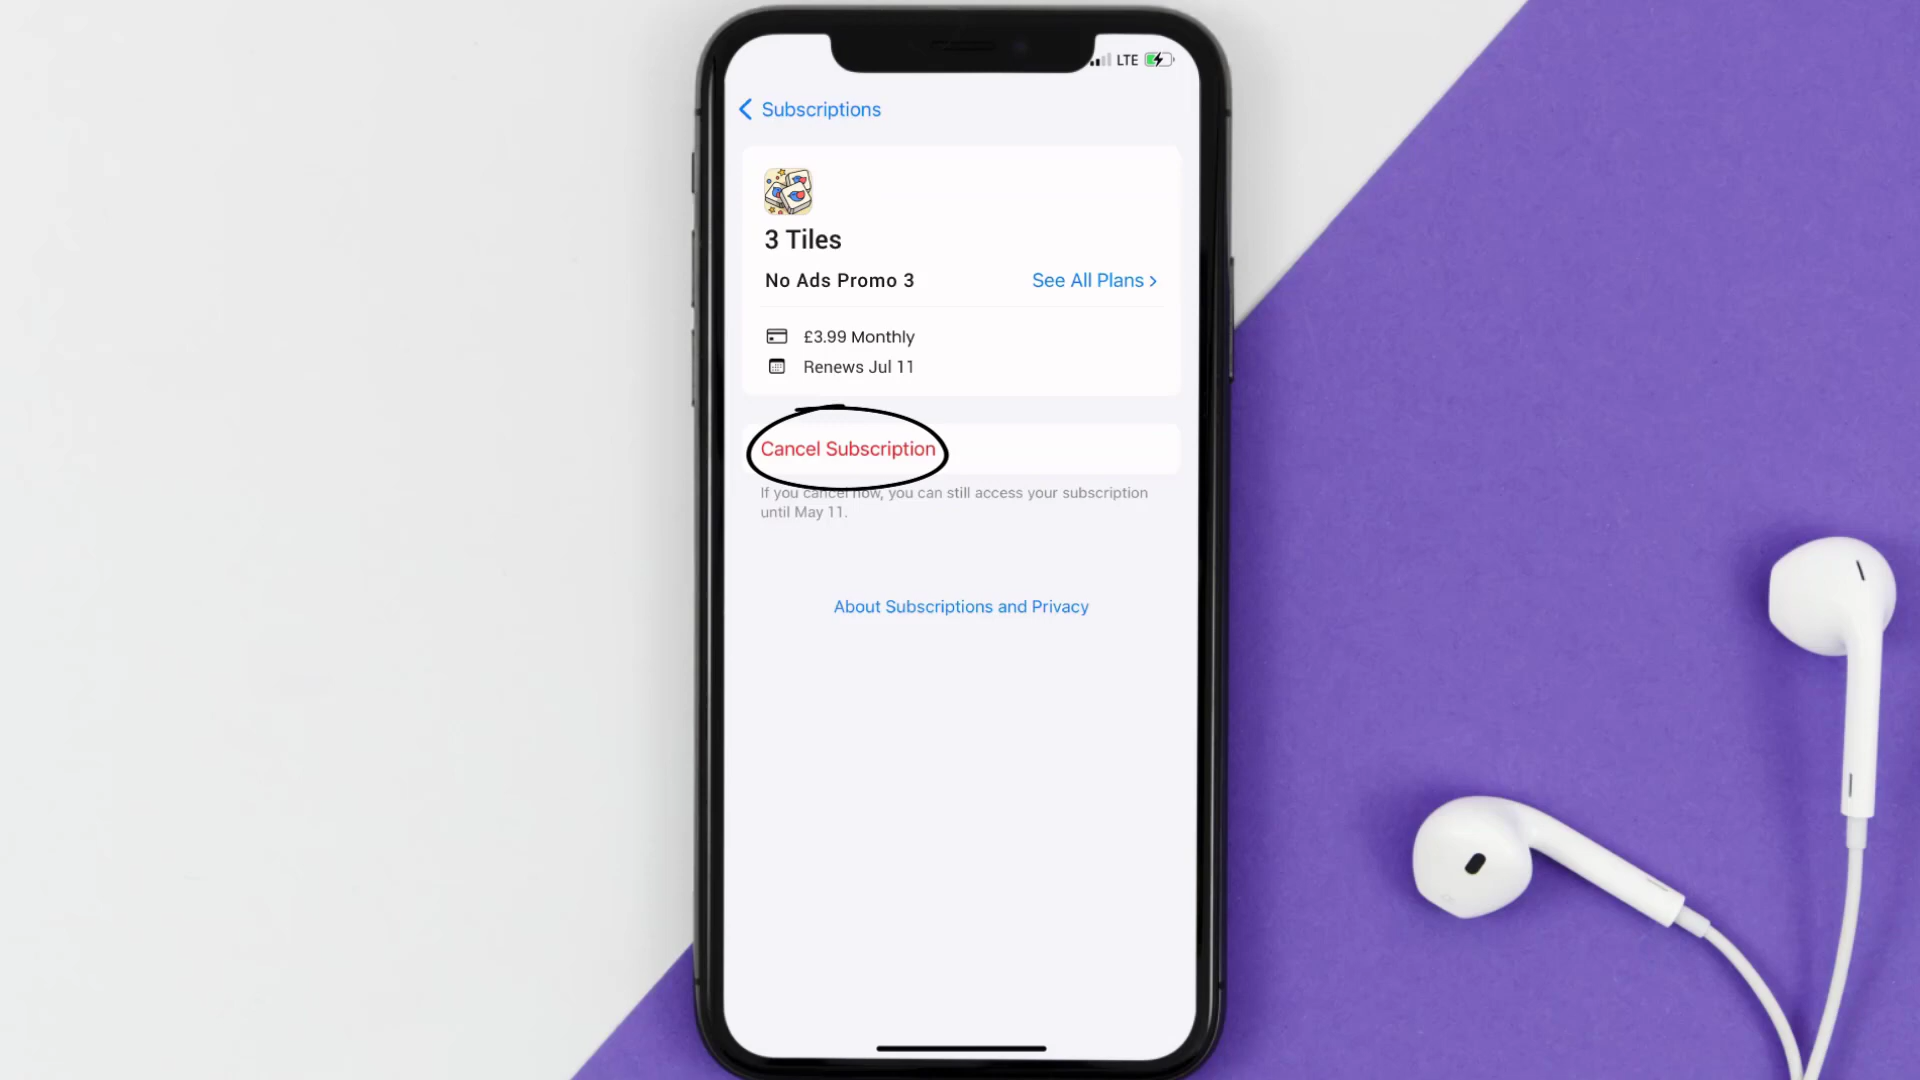 LTE
Subscriptions
3 Tiles
No Ads Promo 3
See All Plans
£3.99 Monthly
Renews Jul 11
Cancel Subscription
If you cancel now, you can still access your subscription
until May 11.
About Subscriptions and Privacy